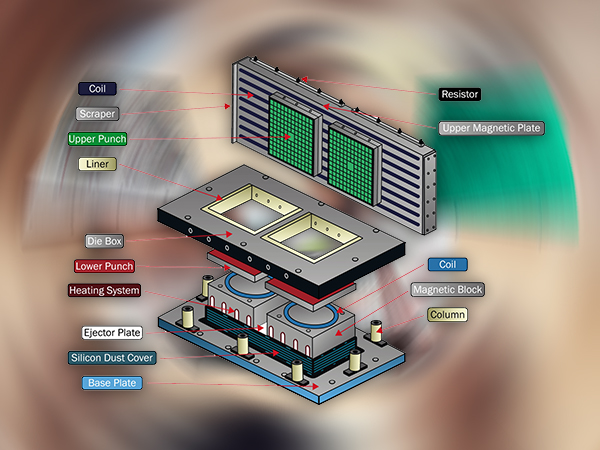 Coil
Scraper
Upper Punch
Liner
Die Box
Lower Punch
Heating System
Ejector Plate
Silicon Dust Cover
Base Plate
Resistor
Upper Magnetic Plate
Coil
Magnetic Block
Column